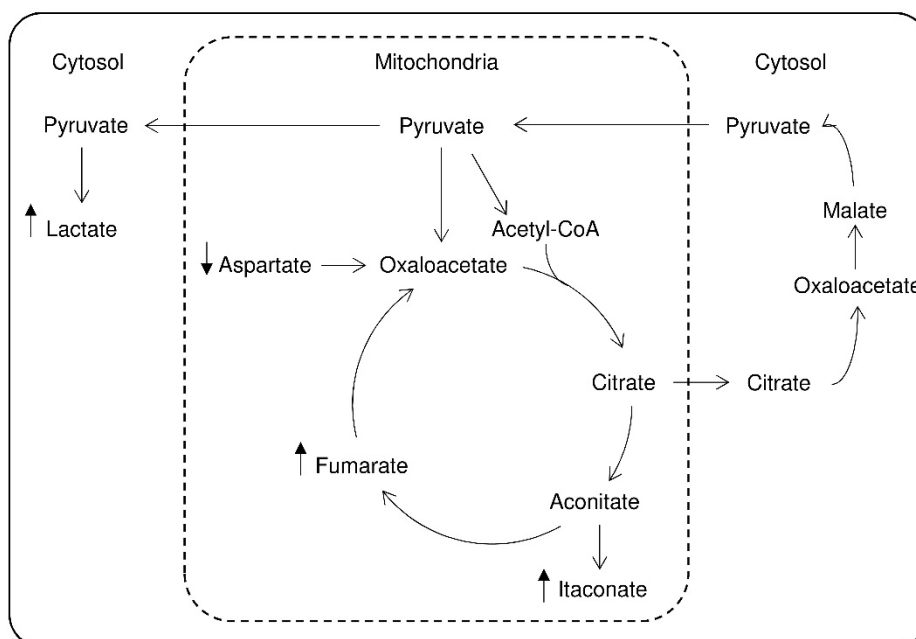 Cytosol Mitochondria Cytosol
Pyruvate Pyruvate Pyruvate
Malate
Lactate Acetyl-CoA
Aspartate Oxaloacetate
Oxaloacetate
Citrate Citrate
Fumarate
Aconitate
Itaconate